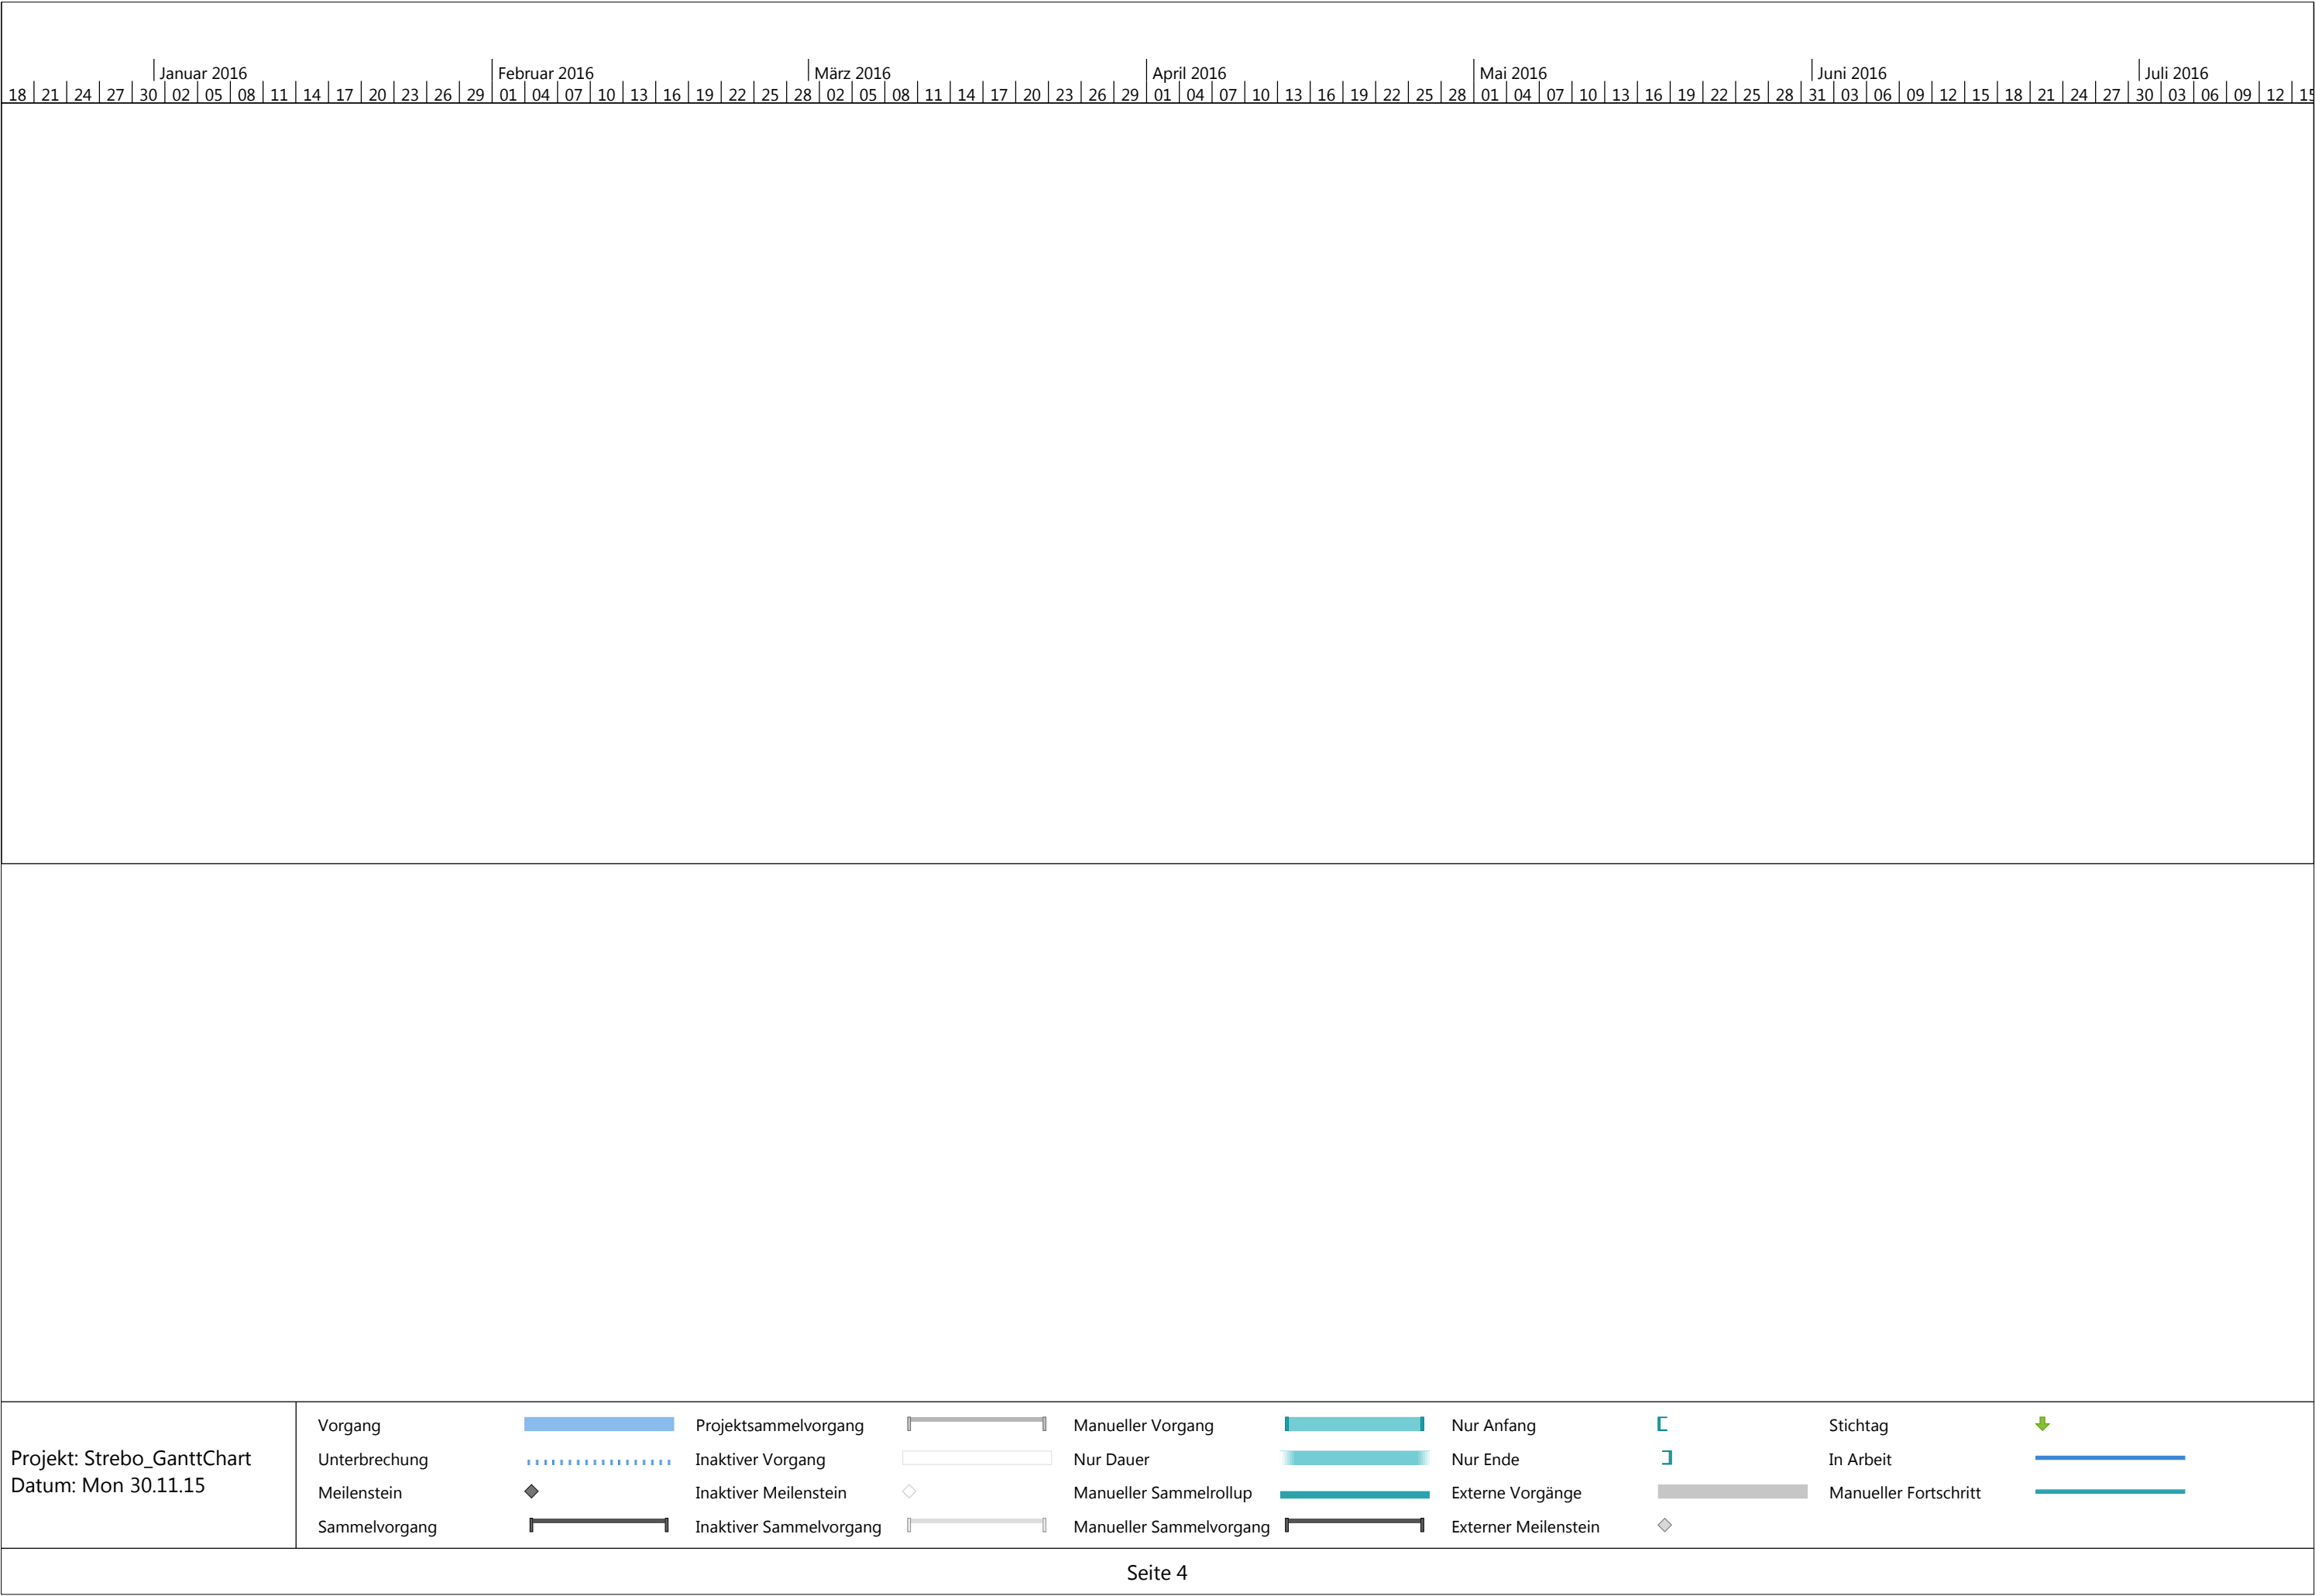 Januar 2016 Februar 2016 März 2016 April 2016 Mai 2016 Juni 2016 Juli 2016
18 21 24 27 30 02 05 08 11 14 17 20 23 26 29 01 04 07 10 13 16 19 22 25 28 02 05 08 11 14 17 20 23 26 29 01 04 07 10 13 16 19 22 25 28 01 04 07 10 13 16 19 22 25 28 31 03 06 09 12 15 18 21 24 27 30 03 06 09 12 15
Projekt: Strebo_GanttChart
Datum: Mon 30.11.15
Vorgang
Unterbrechung
Meilenstein
Sammelvorgang
Projektsammelvorgang
Inaktiver Vorgang
Inaktiver Meilenstein
Inaktiver Sammelvorgang
Manueller Vorgang
Nur Dauer
Manueller Sammelrollup
Manueller Sammelvorgang
Nur Anfang
Nur Ende
Externe Vorgänge
Externer Meilenstein
Stichtag
In Arbeit
Manueller Fortschritt
Seite 4